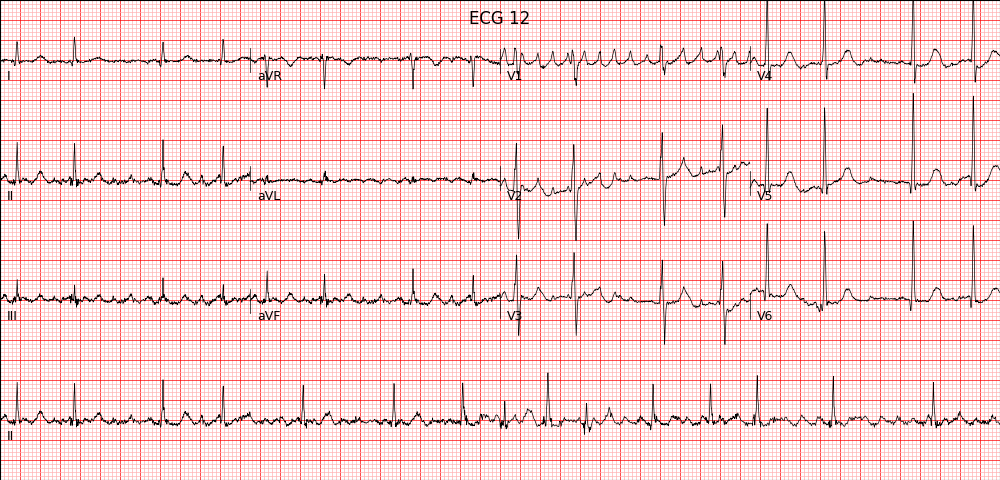 ECG 12
I aVR V1 V4
II aVL V2 V5
III aVF V3 V6
II